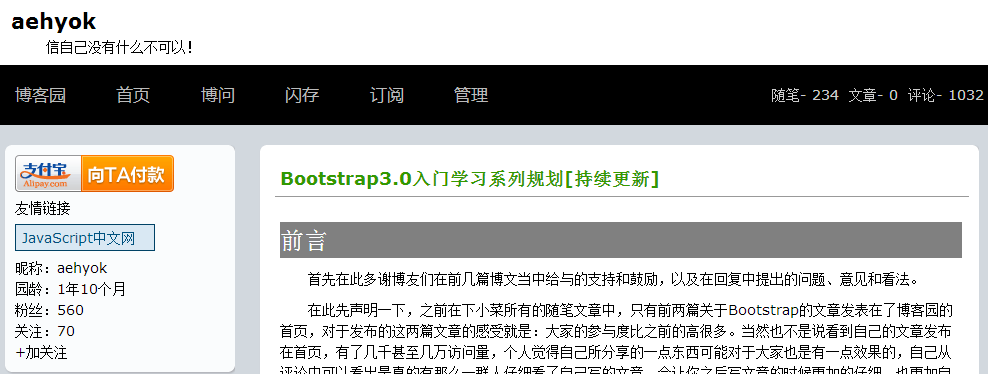 aehyok
信自己没有什么不可以!
博客园 首页 博问 闪存 订阅 管理 随笔- 234 文章- 0 评论- 1032
支付宝 Alipay.com 向TA付款
友情链接
JavaScript中文网
昵称：aehyok
园龄：1年10个月
粉丝：560
关注：70
+加关注
Bootstrap3.0入门学习系列规划[持续更新]
前言
首先在此多谢博友们在前几篇博文当中给与的支持和鼓励，以及在回复中提出的问题、意见和看法。
在此先声明一下，之前在下小菜所有的随笔文章中，只有前两篇关于Bootstrap的文章发表在了博客园的
首页，对于发布的这两篇文章的感受就是：大家的参与度比之前的高很多。当然也不是说看到自己的文章发布
在首页，有了几千甚至几万访问量，个人觉得自己所分享的一点东西可能对于大家也是有一点效果的，自己从
评论中可以看出是真的有那么一群人仔细看了自己写的文章，会让你之后写文章的时候更加的仔细，也更加自